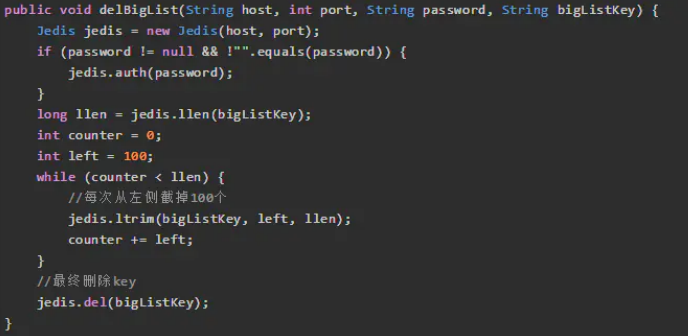 public void delBigList(String host, int port, String password, String bigListKey) {
    Jedis jedis = new Jedis(host, port);
    if (password != null && !"".equals(password)) {
        jedis.auth(password);
    }
    long llen = jedis.llen(bigListKey);
    int counter = 0;
    int left = 100;
    while (counter < llen) {
        //每次从左侧截掉100个
        jedis.ltrim(bigListKey, left, llen);
        counter += left;
    }
    //最终删除key
    jedis.del(bigListKey);
}